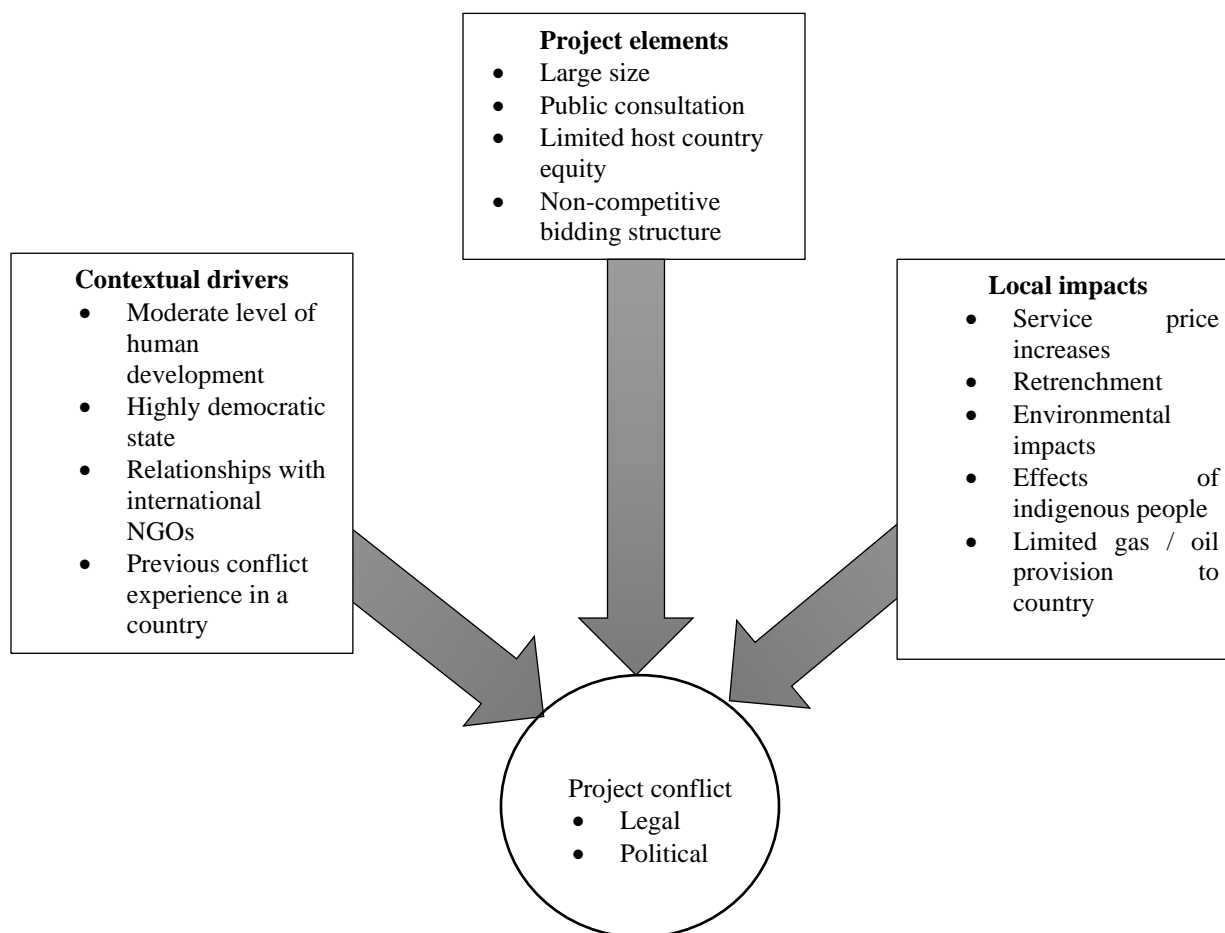 Project elements
• Large size
• Public consultation
• Limited host country
equity
• Non-competitive
bidding structure
Contextual drivers
• Moderate level of
human
development
• Highly democratic
state
• Relationships with
international
NGOs
• Previous conflict
experience in a
country
Local impacts
• Service price
increases
• Retrenchment
• Environmental
impacts
• Effects of
indigenous people
• Limited gas / oil
provision to
country
Project conflict
• Legal
• Political